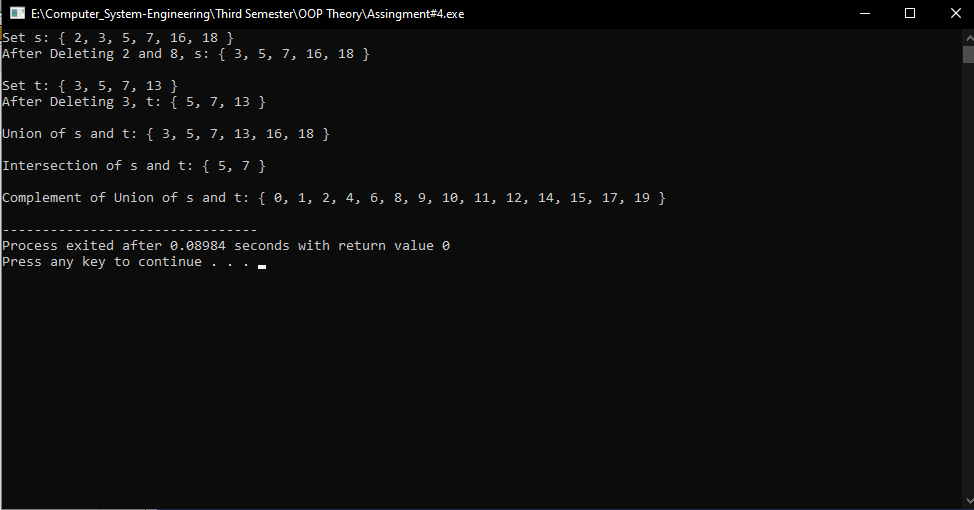 E:\Computer_System-Engineering\Third Semester\OOP Theory\Assingment#4.exe
Set s: { 2, 3, 5, 7, 16, 18 }
After Deleting 2 and 8, s: { 3, 5, 7, 16, 18 }
Set t: { 3, 5, 7, 13 }
After Deleting 3, t: { 5, 7, 13 }
Union of s and t: { 3, 5, 7, 13, 16, 18 }
Intersection of s and t: { 5, 7 }
Complement of Union of s and t: { 0, 1, 2, 4, 6, 8, 9, 10, 11, 12, 14, 15, 17, 19 }
--------------------------------
Process exited after 0.08984 seconds with return value 0
Press any key to continue . . .